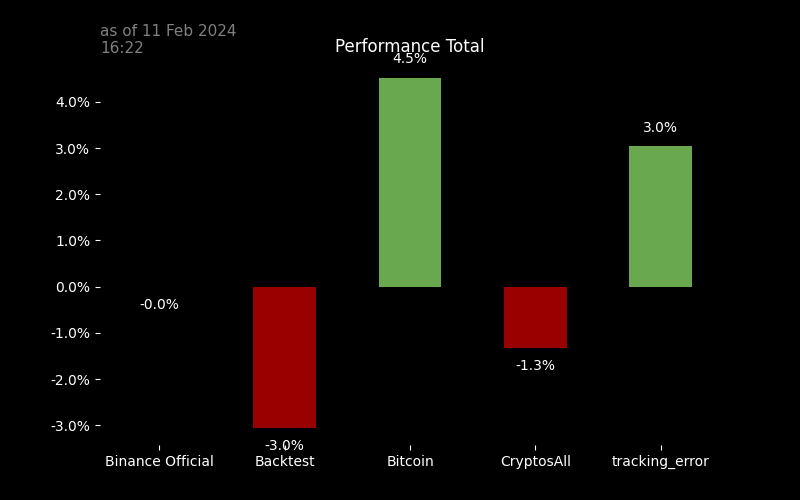 as of 11 Feb 2024
16:22
Performance Total
4.5%
4.0%
3.0%
3.0%
2.0%
1.0%
0.0%
-0.0%
-1.0%
-1.3%
-2.0%
-3.0%
-3.0%
Binance Official
Backtest
Bitcoin
CryptosAll
tracking_error